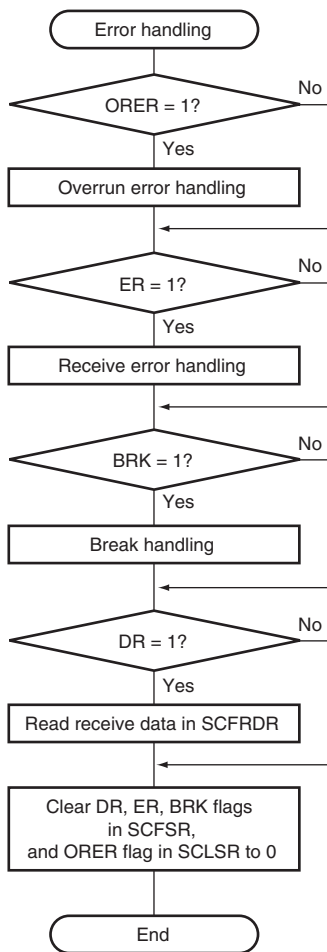 Error handling
ORER = 1?
No
Yes
Overrun error handling
ER = 1?
No
Yes
Receive error handling
BRK = 1?
No
Yes
Break handling
DR = 1?
No
Yes
Read receive data in SCFRDR
Clear DR, ER, BRK flags
in SCFSR,
and ORER flag in SCLSR to 0
End